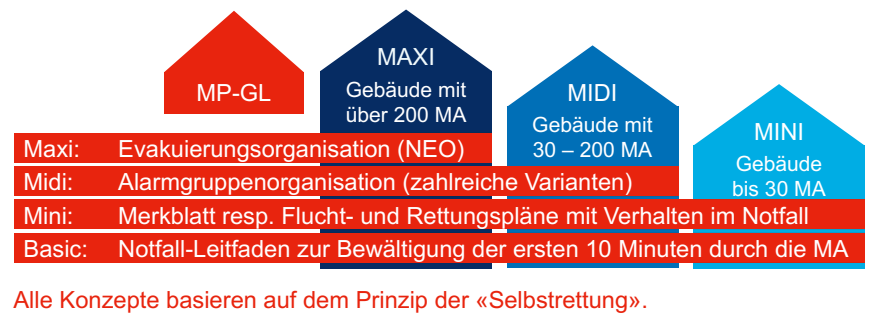 MP-GL
MAXI
Gebäude mit
über 200 MA
MIDI
Gebäude mit
30 – 200 MA
MINI
Gebäude
bis 30 MA
Maxi: Evakuierungsorganisation (NEO)
Midi: Alarmgruppenorganisation (zahlreiche Varianten)
Mini: Merkblatt resp. Flucht- und Rettungspläne mit Verhalten im Notfall
Basic: Notfall-Leitfaden zur Bewältigung der ersten 10 Minuten durch die MA
Alle Konzepte basieren auf dem Prinzip der «Selbstrettung».